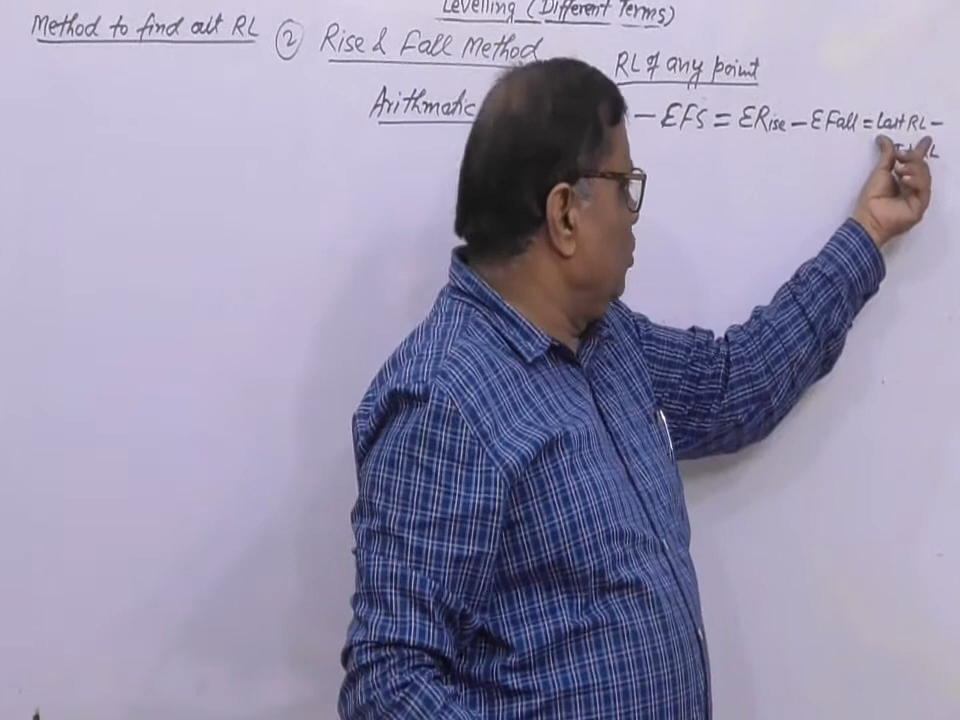 Levelling (Different Terms)
Method to find out RL ② Rise & Fall Method
RL of any point
Arithmatic - ΣFS = ΣRise - ΣFall = Last RL -
RL